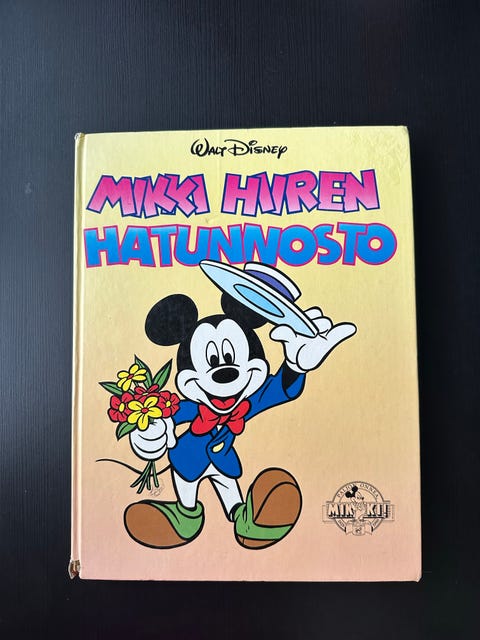 WALT DISNEY
MIKKI HIIREN
HATUNNOSTO
MIKKI!